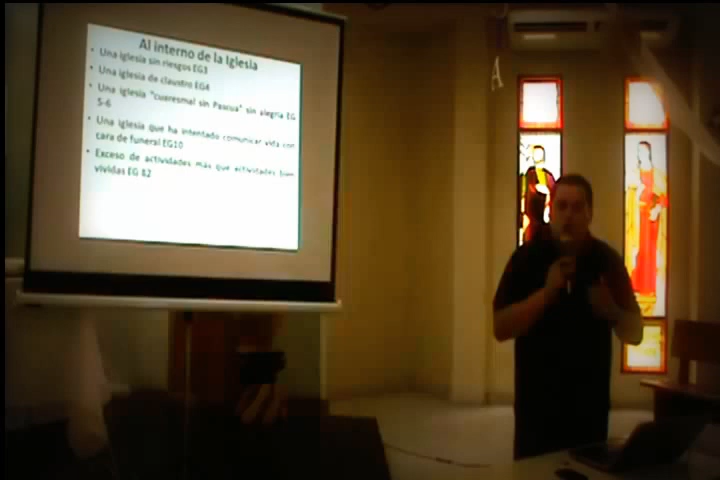 Al interno de la Iglesia
• Una iglesia sin riesgos EG3
• Una iglesia de claustro EG4
• Una iglesia "cuaresmal sin Pascua" sin alegria EG
5-6
• Una iglesia que ha intentado comunicar vida con
cara de funeral EG10
• Exceso de actividades más que actividades bien
vividas EG 82
A